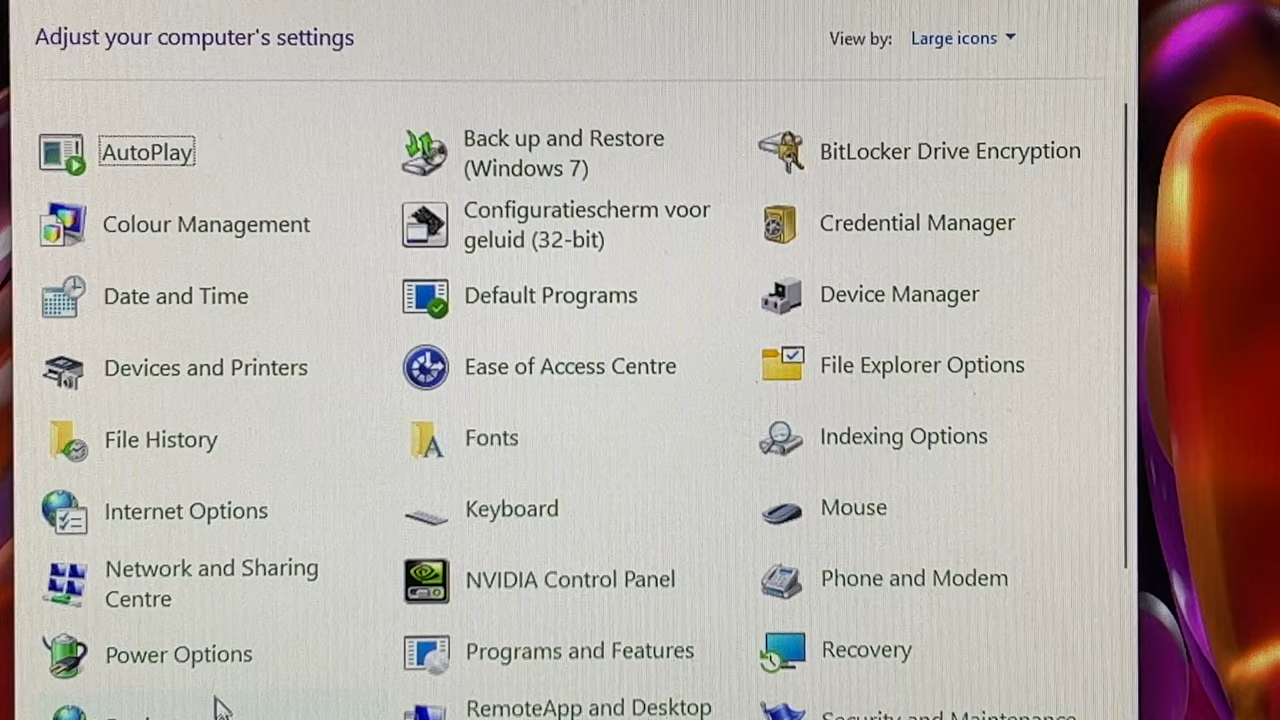 Adjust your computer's settings
View by: Large icons
AutoPlay
Back up and Restore
(Windows 7)
BitLocker Drive Encryption
Colour Management
Configuratiescherm voor
geluid (32-bit)
Credential Manager
Date and Time
Default Programs
Device Manager
Devices and Printers
Ease of Access Centre
File Explorer Options
File History
Fonts
Indexing Options
Internet Options
Keyboard
Mouse
Network and Sharing
Centre
NVIDIA Control Panel
Phone and Modem
Power Options
Programs and Features
Recovery
RemoteApp and Desktop
Security and Maintenance